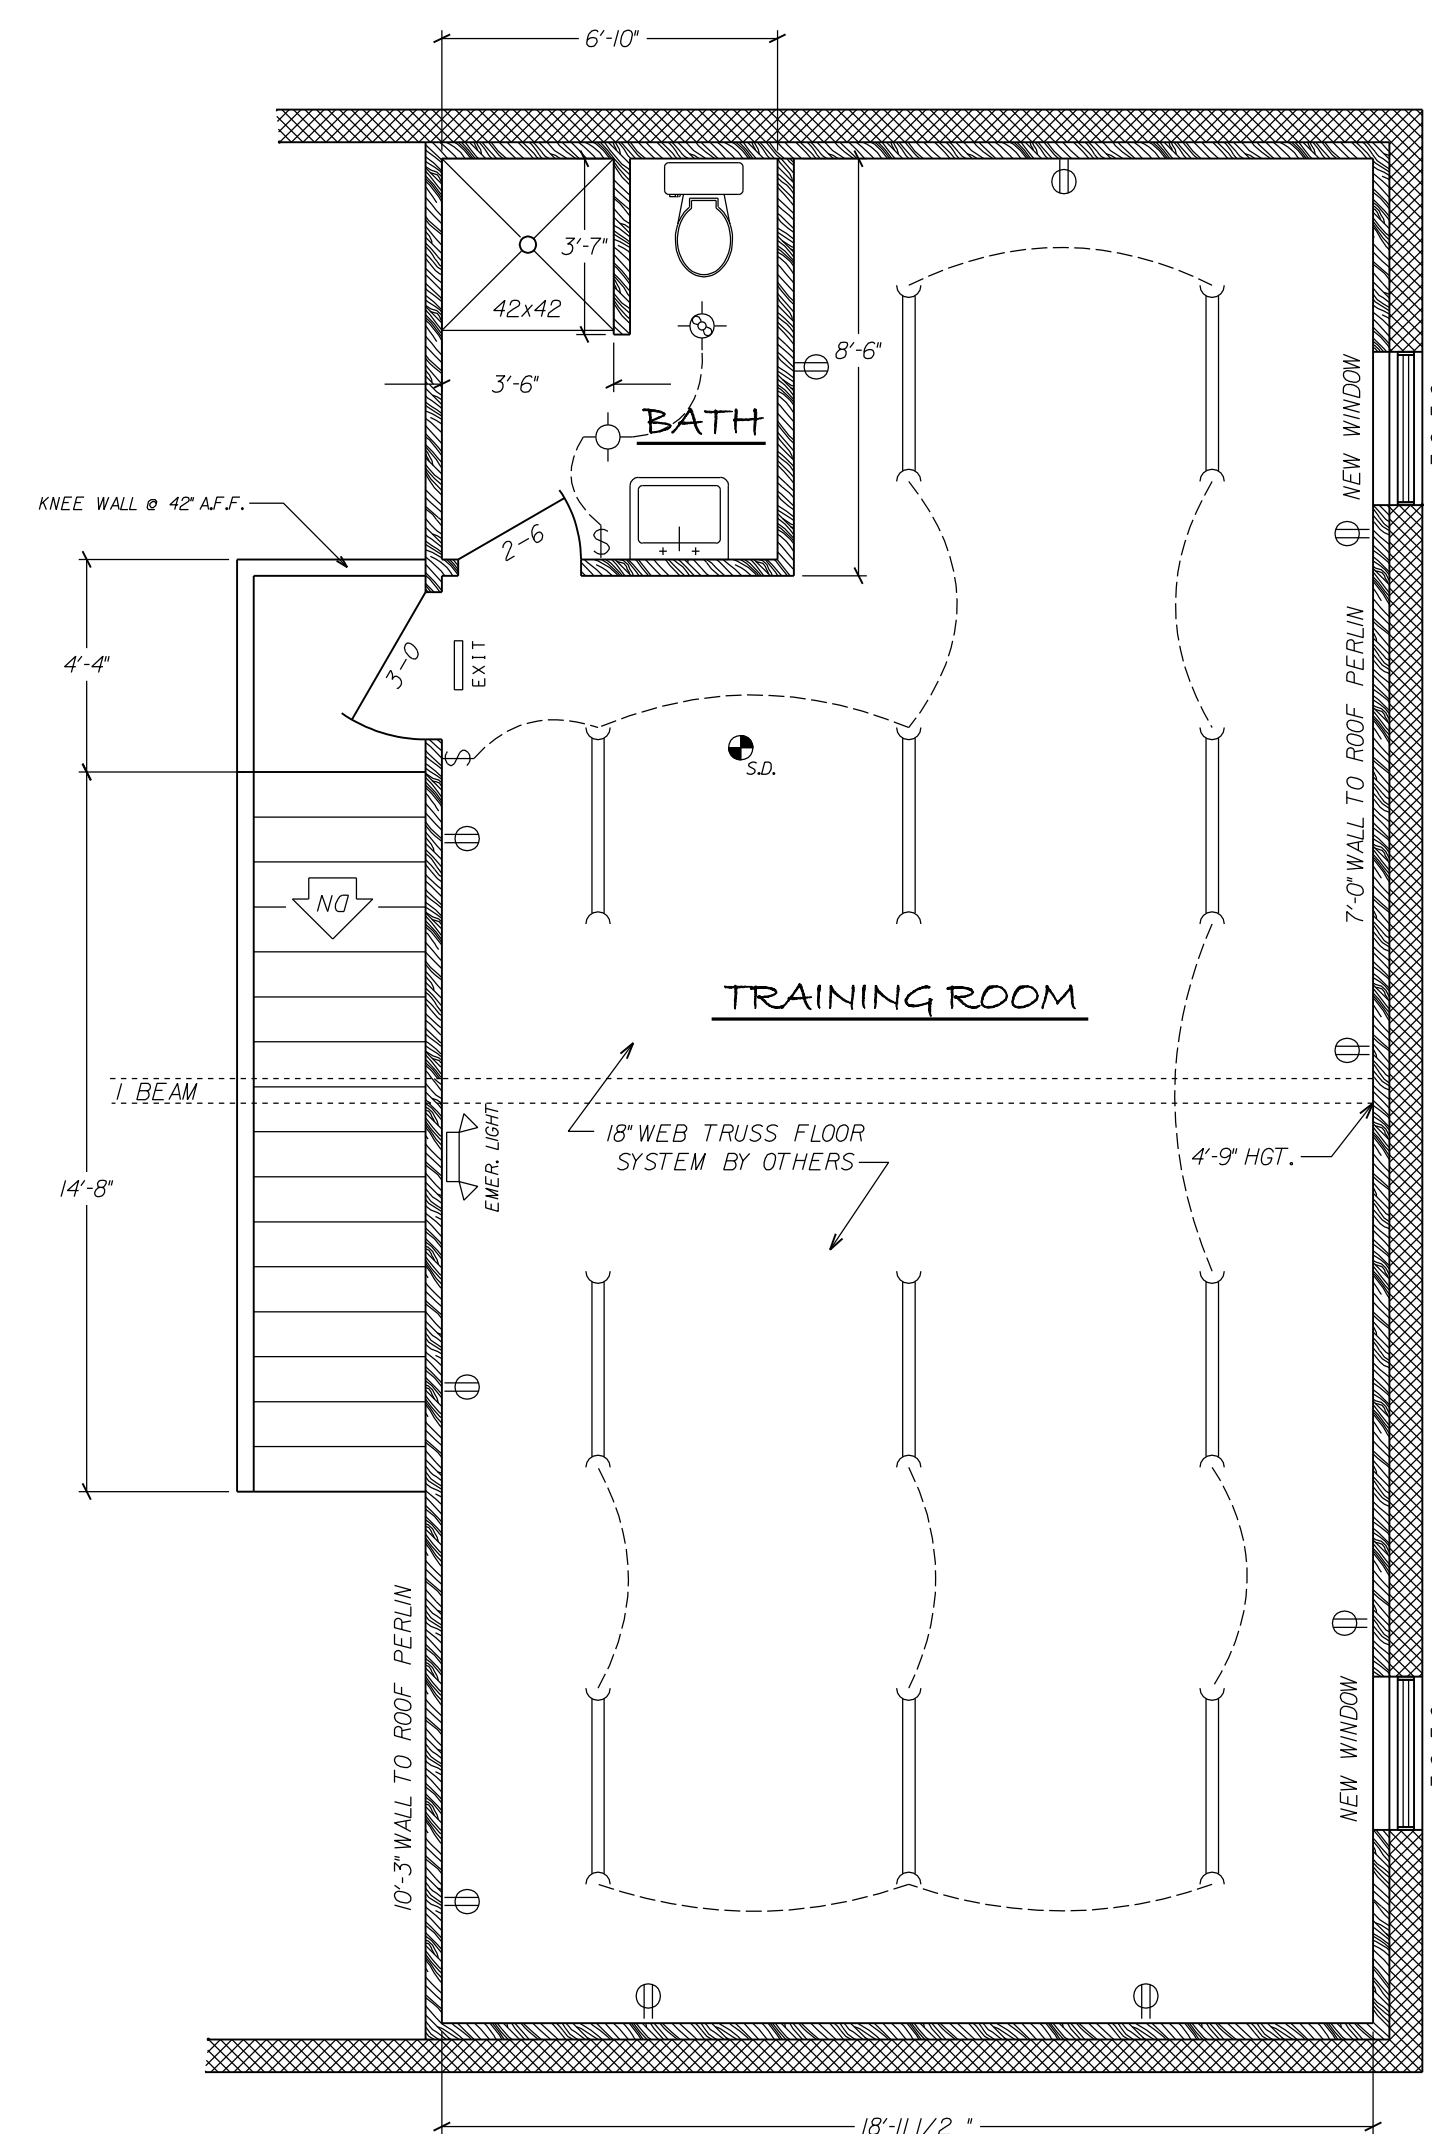 6'-10"
3'-7"
42x42
8'-6"
3'-6"
BATH
NEW WINDOW
KNEE WALL @ 42" A.F.F.
2-6
S
4'-4"
3-0
EXIT
7'-0" WALL TO ROOF PERLIN
S
S.D.
DN
TRAINING ROOM
I BEAM
18" WEB TRUSS FLOOR
SYSTEM BY OTHERS
4'-9" HGT.
EMER. LIGHT
14'-8"
10'-3" WALL TO ROOF PERLIN
NEW WINDOW
18'-11 1/2 "